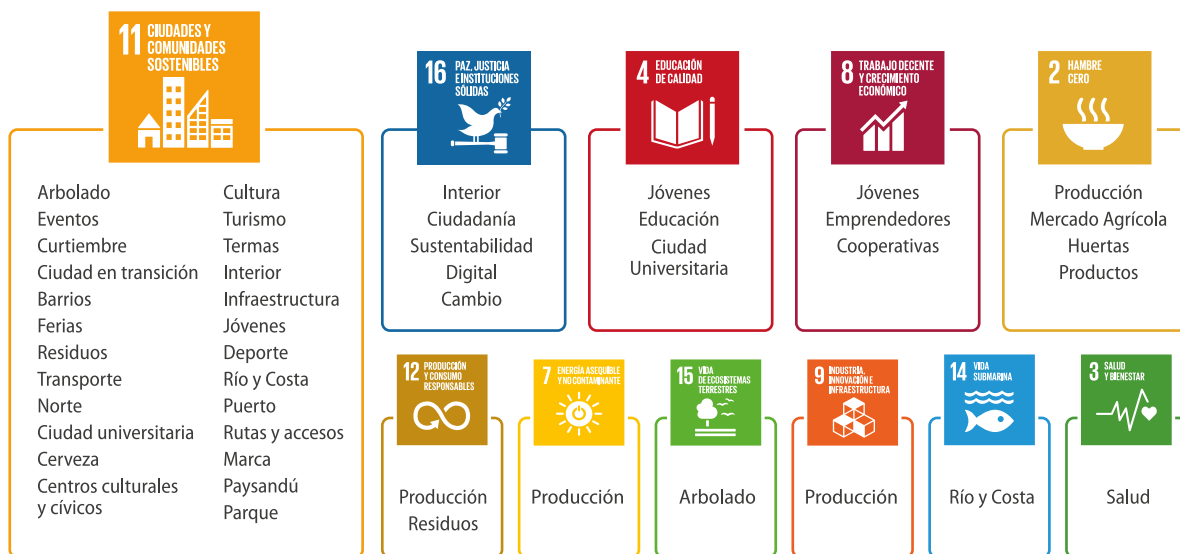 11 CIUDADES Y
COMUNIDADES
SOSTENIBLES
Arbolado
Eventos
Curtiembre
Ciudad en transición
Barrios
Ferias
Residuos
Transporte
Norte
Ciudad universitaria
Cerveza
Centros culturales
y cívicos
Cultura
Turismo
Termas
Interior
Infraestructura
Jóvenes
Deporte
Río y Costa
Puerto
Rutas y accesos
Marca
Paysandú
Parque
16 PAZ, JUSTICIA
E INSTITUCIONES
SÓLIDAS
Interior
Ciudadanía
Sustentabilidad
Digital
Cambio
4 EDUCACIÓN
DE CALIDAD
Jóvenes
Educación
Ciudad
Universitaria
8 TRABAJO DECENTE
Y CRECIMIENTO
ECONÓMICO
Jóvenes
Emprendedores
Cooperativas
2 HAMBRE
CERO
Producción
Mercado Agrícola
Huertas
Productos
12 PRODUCCIÓN
Y CONSUMO
RESPONSABLES
Producción
Residuos
7 ENERGÍA ASEQUIBLE
Y NO CONTAMINANTE
Producción
15 VIDA
DE ECOSISTEMAS
TERRESTRES
Arbolado
9 INDUSTRIA,
INNOVACIÓN E
INFRAESTRUCTURA
Producción
14 VIDA
SUBMARINA
Río y Costa
3 SALUD
Y BIENESTAR
Salud